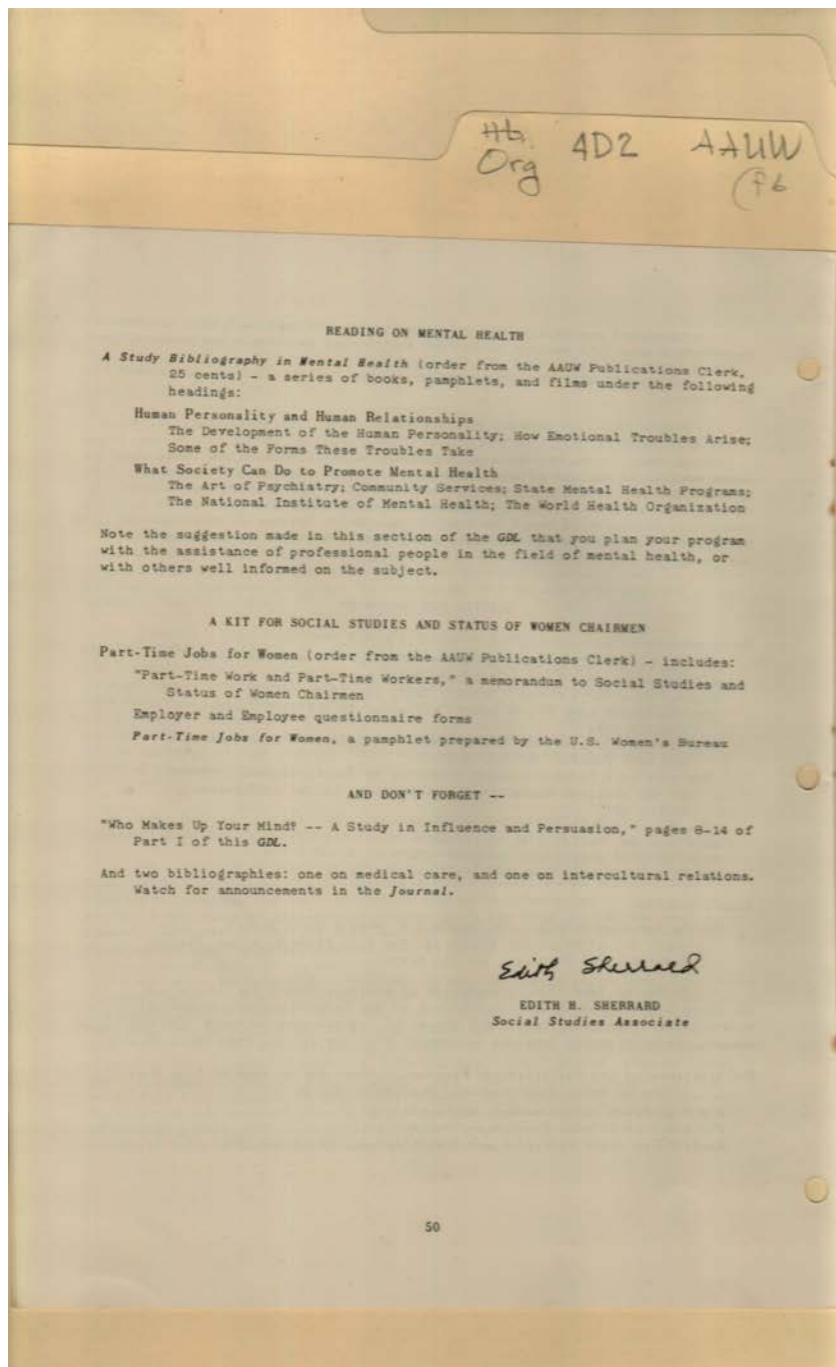 Org 4D2 AAUW
READING ON MENTAL HEALTH
A Study Bibliography in Mental Health (order from the AAUW Publications Clerk,
25 cents) - a series of books, pamphlets, and films under the following
headings:
Human Personality and Human Relationships
The Development of the Human Personality; How Emotional Troubles Arise;
Some of the Forms These Troubles Take
What Society Can Do to Promote Mental Health
The Art of Psychiatry; Community Services; State Mental Health Programs;
The National Institute of Mental Health; The World Health Organization
Note the suggestion made in this section of the GDL that you plan your program
with the assistance of professional people in the field of mental health, or
with others well informed on the subject.
A KIT FOR SOCIAL STUDIES AND STATUS OF WOMEN CHAIRMEN
Part-Time Jobs for Women (order from the AAUW Publications Clerk) - includes:
"Part-Time Work and Part-Time Workers," a memorandum to Social Studies and
Status of Women Chairmen
Employer and Employee questionnaire forms
Part-Time Jobs for Women, a pamphlet prepared by the U.S. Women's Bureau
AND DON'T FORGET --
"Who Makes Up Your Mind? -- A Study in Influence and Persuasion," pages 8-14 of
Part I of this GDL.
And two bibliographies: one on medical care, and one on intercultural relations.
Watch for announcements in the Journal.
Edith Sherrard
EDITH H. SHERRARD
Social Studies Associate
50